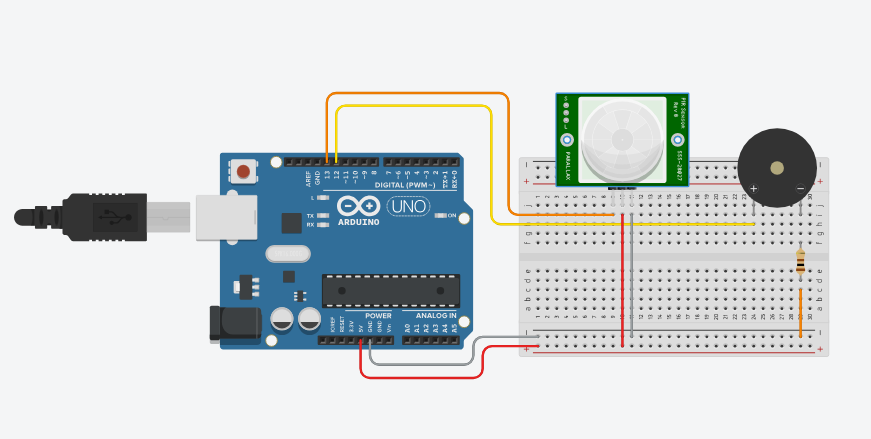 PIR Sensor
Rev B
PARALLAX
555-28027
AREF
GND
13
12
~11
~10
~9
8
7
~6
~5
4
~3
2
TX→1
RX←0
DIGITAL (PWM~)
L
TX
RX
UNO
ARDUINO
ON
POWER
ANALOG IN
IOREF
RESET
3.3V
5V
GND
GND
Vin
A0
A1
A2
A3
A4
A5
+
−
j
i
h
g
f
e
d
c
b
a